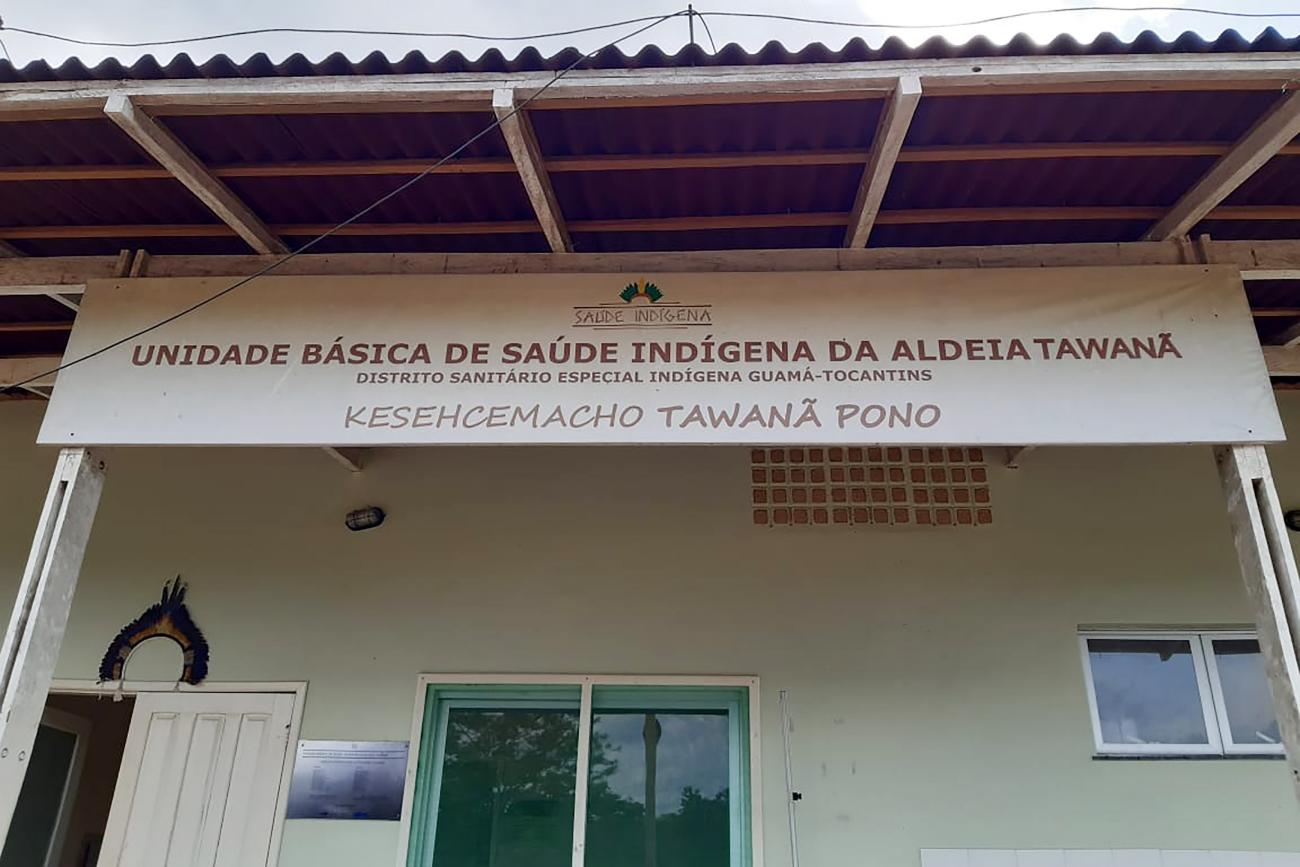 SAÚDE INDÍGENA
UNIDADE BÁSICA DE SAÚDE INDÍGENA DA ALDEIA TAWANÃ
DISTRITO SANITÁRIO ESPECIAL INDÍGENA GUAMÁ-TOCANTINS
KESEHCEMACHO TAWANÃ PONO